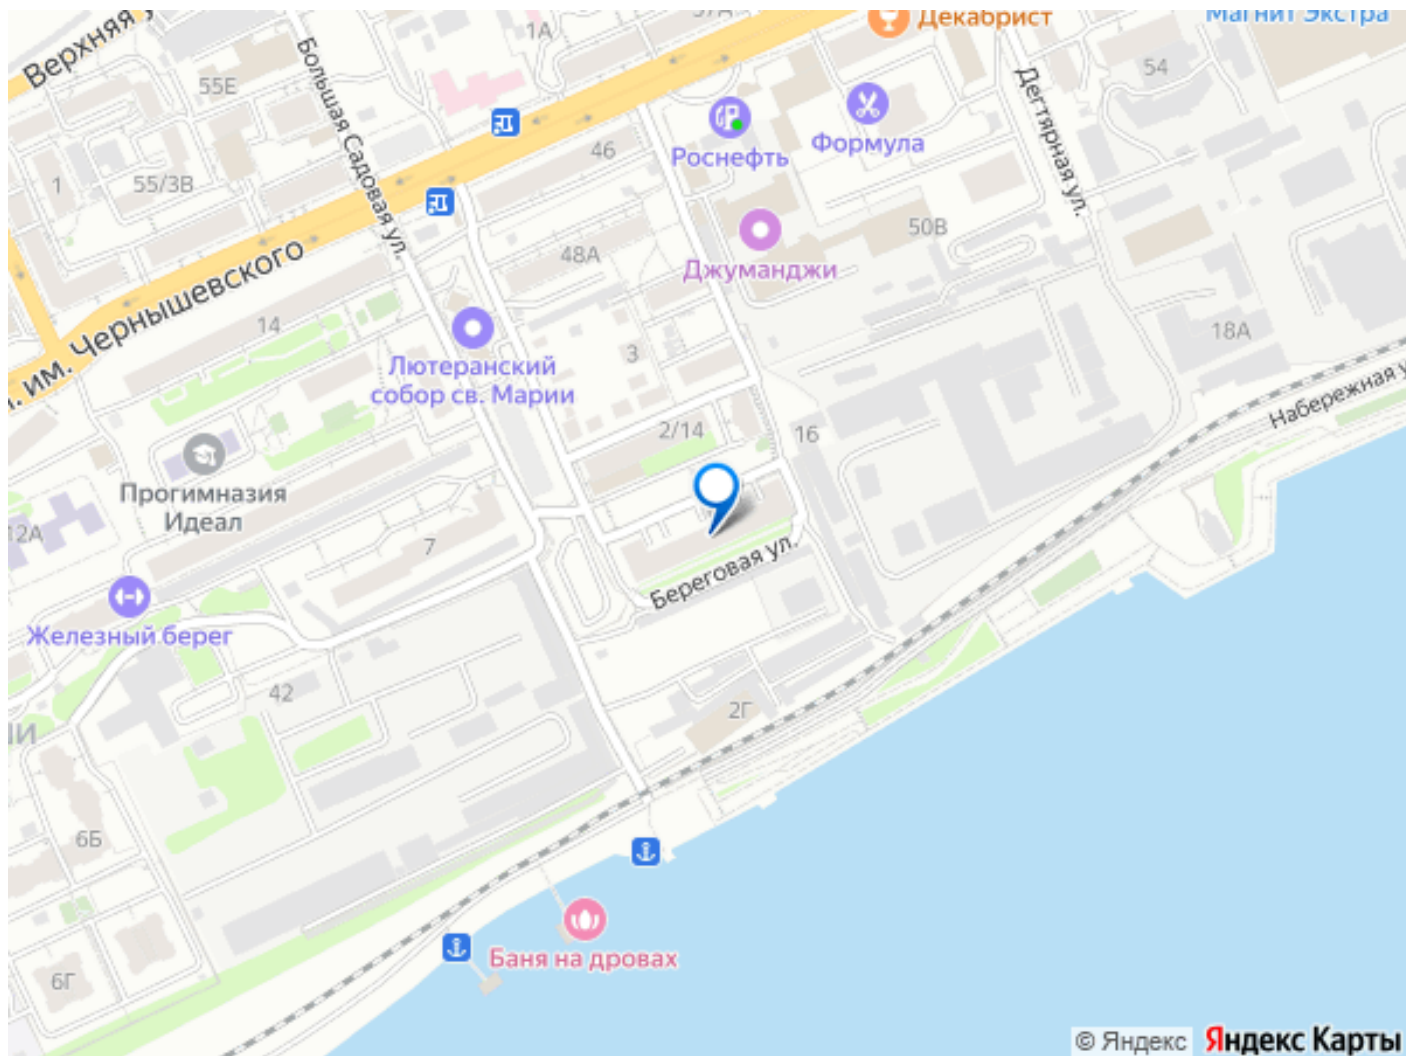 Декабрист
Магнит Экстра
Верхняя
1А
55Е
Большая Садовая ул.
54
Дегтярная ул.
Роснефть
Формула
46
1
55/3В
50В
48А
Джуманджи
им. Чернышевского
14
3
18А
Лютеранский
собор св. Марии
Набережная
2/14
16
Прогимназия
Идеал
12А
7
Береговая ул.
Железный берег
42
2Г
6Б
Баня на дровах
6Г
© Яндекс
Яндекс Карты